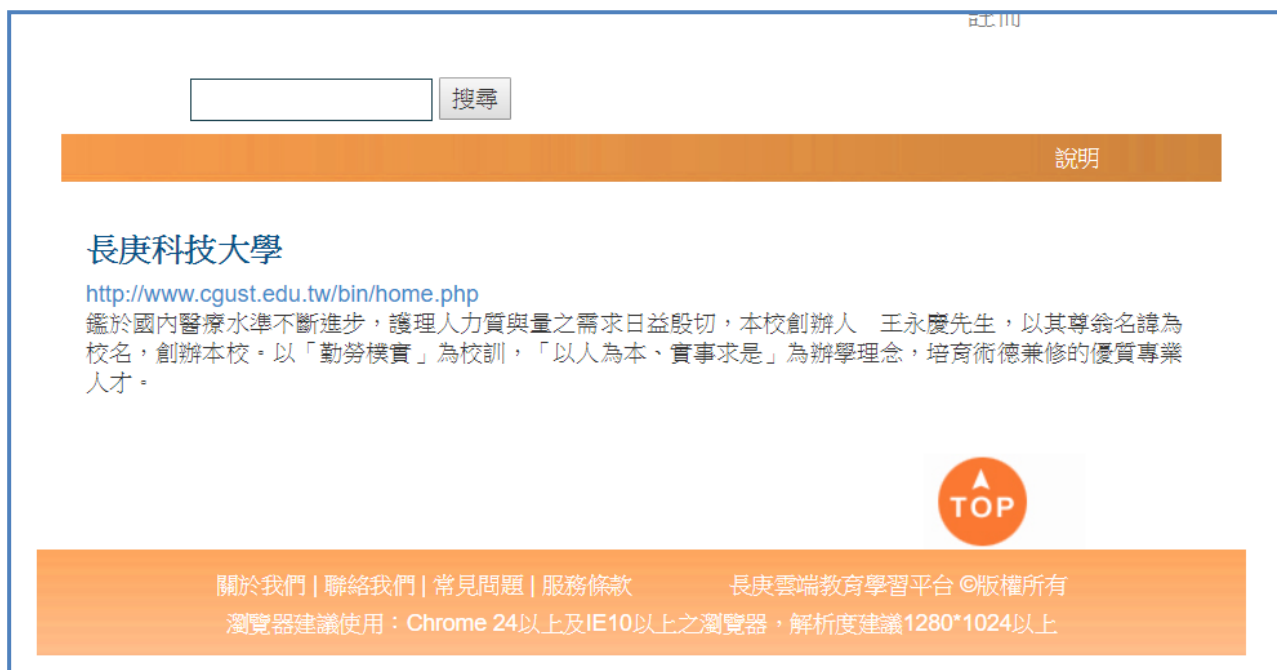 搜尋
說明
長庚科技大學
http://www.cgust.edu.tw/bin/home.php
鑑於國內醫療水準不斷進步，護理人力質與量之需求日益殷切，本校創辦人　王永慶先生，以其尊翁名諱為
校名，創辦本校。以「勤勞樸實」為校訓，「以人為本、實事求是」為辦學理念，培育術德兼修的優質專業
人才。
TOP
關於我們 | 聯絡我們 | 常見問題 | 服務條款 長庚雲端教育學習平台 ©版權所有
瀏覽器建議使用：Chrome 24以上及IE10以上之瀏覽器，解析度建議1280*1024以上